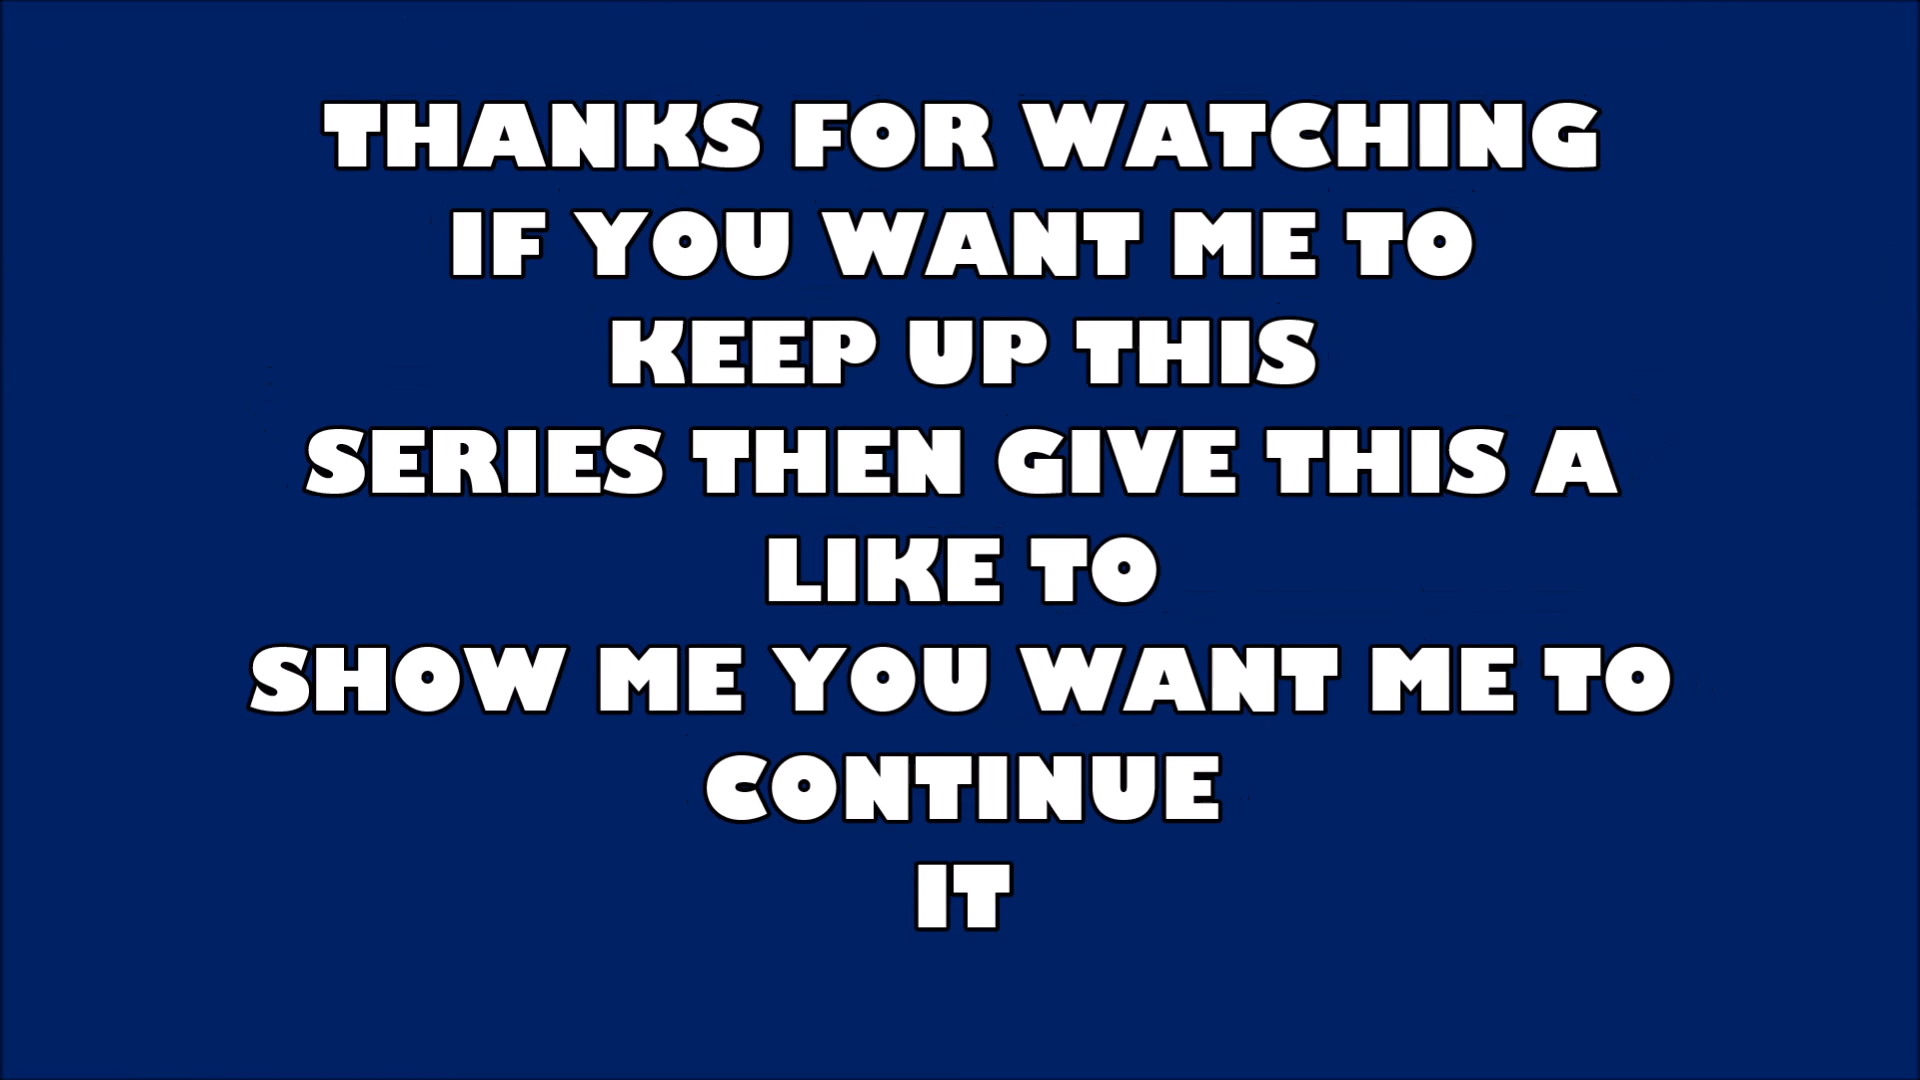 THANKS FOR WATCHING
IF YOU WANT ME TO
KEEP UP THIS
SERIES THEN GIVE THIS A
LIKE TO
SHOW ME YOU WANT ME TO
CONTINUE
IT